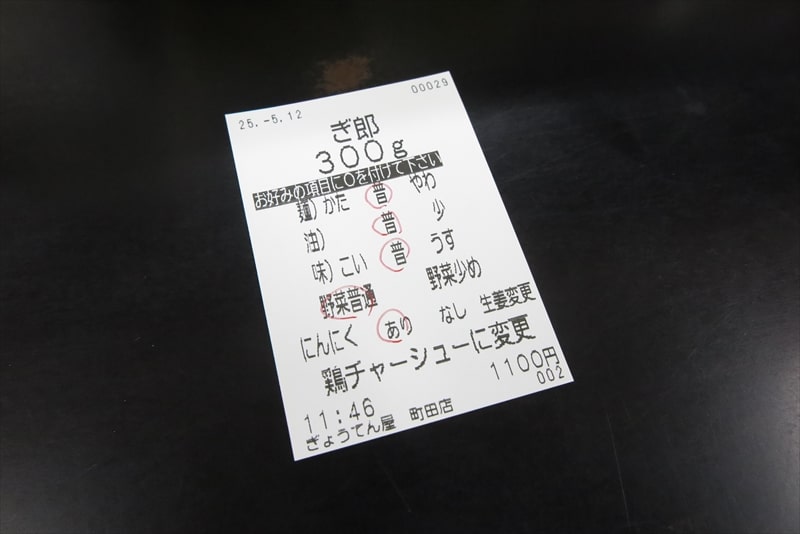 25.-5.12 00029
ぎ郎
300g
お好みの項目に〇を付けて下さい
麺) かた 普 やわ
油) 普 少
味) こい 普 うす
野菜普通 野菜少め
にんにく あり なし 生姜変更
鶏チャーシューに変更
1100円
11:46 002
ぎょうてん屋 町田店